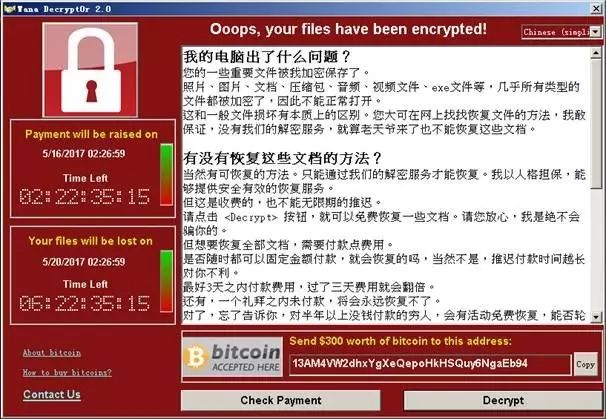 Wana Decrypt0r 2.0
Ooops, your files have been encrypted!
Chinese (simpli
Payment will be raised on
5/16/2017 02:26:59
Time Left
02:22:35:15
Your files will be lost on
5/20/2017 02:26:59
Time Left
06:22:35:15
About bitcoin
How to buy bitcoins?
Contact Us
我的电脑出了什么问题?
您的一些重要文件被我加密保存了。
照片、图片、文档、压缩包、音频、视频文件、exe文件等,几乎所有类型的
文件都被加密了,因此不能正常打开。
这和一般文件损坏有本质上的区别。您大可在网上找找恢复文件的方法,我敢
保证,没有我们的解密服务,就算老天爷来了也不能恢复这些文档。
有没有恢复这些文档的方法?
当然有可恢复的方法。只能通过我们的解密服务才能恢复。我以人格担保,能
够提供安全有效的恢复服务。
但这是收费的,也不能无限期的推迟。
请点击 <Decrypt> 按钮,就可以免费恢复一些文档。请您放心,我是绝不会
骗你的。
但想要恢复全部文档,需要付款点费用。
是否随时都可以固定金额付款,就会恢复的吗,当然不是,推迟付款时间越长
对你不利。
最好3天之内付款费用,过了三天费用就会翻倍。
还有,一个礼拜之内未付款,将会永远恢复不了。
对了,忘了告诉你,对半年以上没钱付款的穷人,会有活动免费恢复,能否轮
bitcoin
ACCEPTED HERE
Send $300 worth of bitcoin to this address:
13AM4VW2dhxYgXeQepoHkHSQuy6NgaEb94
Copy
Check Payment
Decrypt